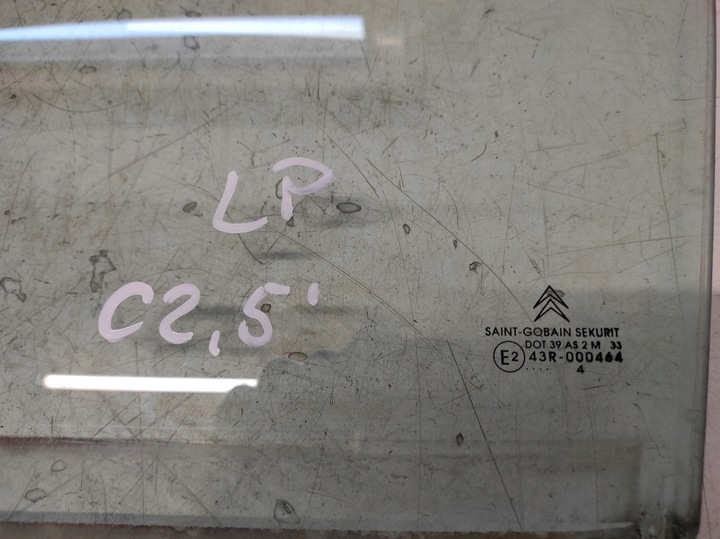 LP
C2,5'
SAINT-GOBAIN SEKURIT
DOT 39 AS 2 M 33
E2 43R-000464
.... 4